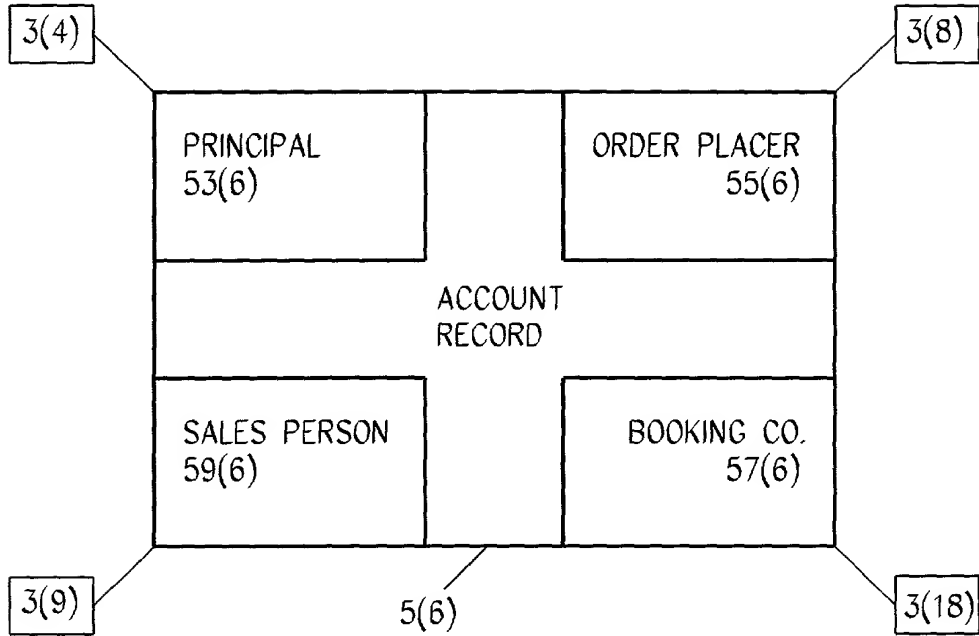 3(4)
3(8)
PRINCIPAL
53(6)
ORDER PLACER
55(6)
ACCOUNT
RECORD
SALES PERSON
59(6)
BOOKING CO.
57(6)
3(9)
5(6)
3(18)